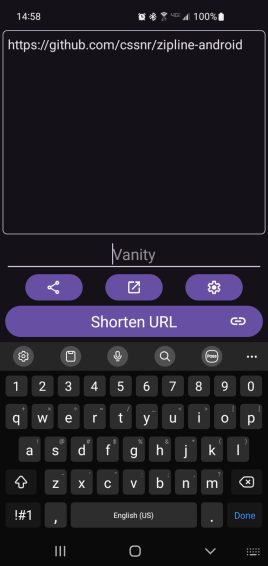 14:58 100%
https://github.com/cssnr/zipline-android
Vanity
Shorten URL
1 2 3 4 5 6 7 8 9 0
q w e r t y u i o p
a s d f g h j k l
z x c v b n m
!#1 , English (US) . Done